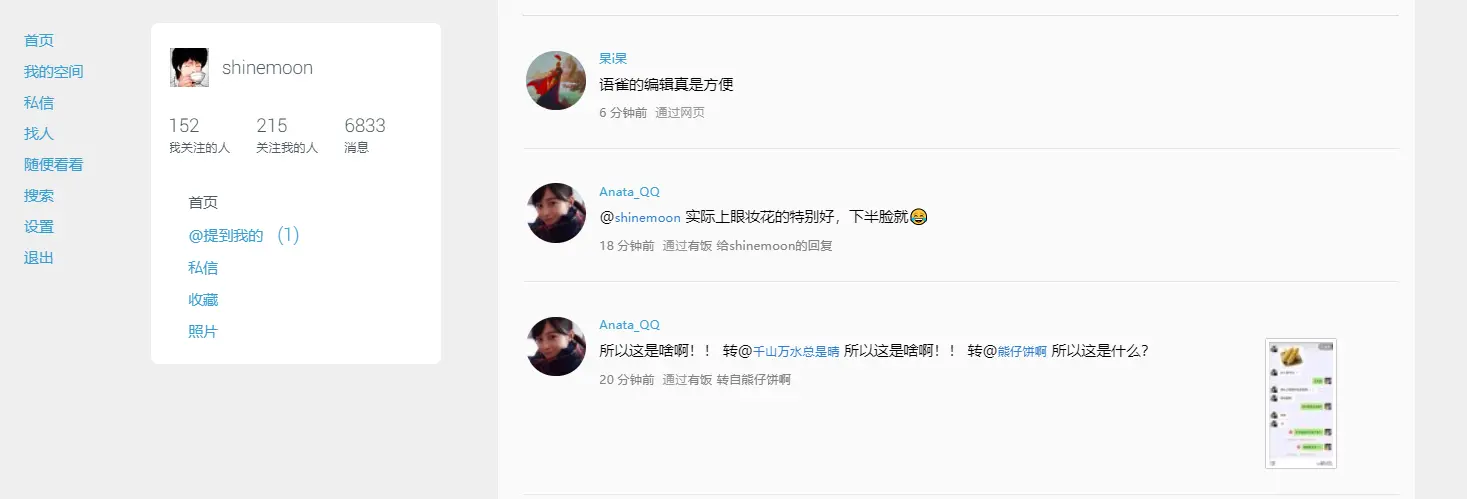 首页
我的空间
私信
找人
随便看看
搜索
设置
退出
shinemoon
152 215 6833
我关注的人 关注我的人 消息
首页
@提到我的 (1)
私信
收藏
照片
语雀的编辑真是方便
6 分钟前 通过网页
Anata_QQ
@shinemoon 实际上眼妆花的特别好，下半脸就😂
18 分钟前 通过有饭 给shinemoon的回复
Anata_QQ
所以这是啥啊！！ 转@千山万水总是晴 所以这是啥啊！！ 转@熊仔饼啊 所以这是什么？
20 分钟前 通过有饭 转自熊仔饼啊